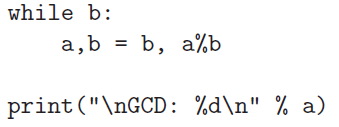 while b:
    a,b = b, a%b
print("\nGCD: %d\n" % a)